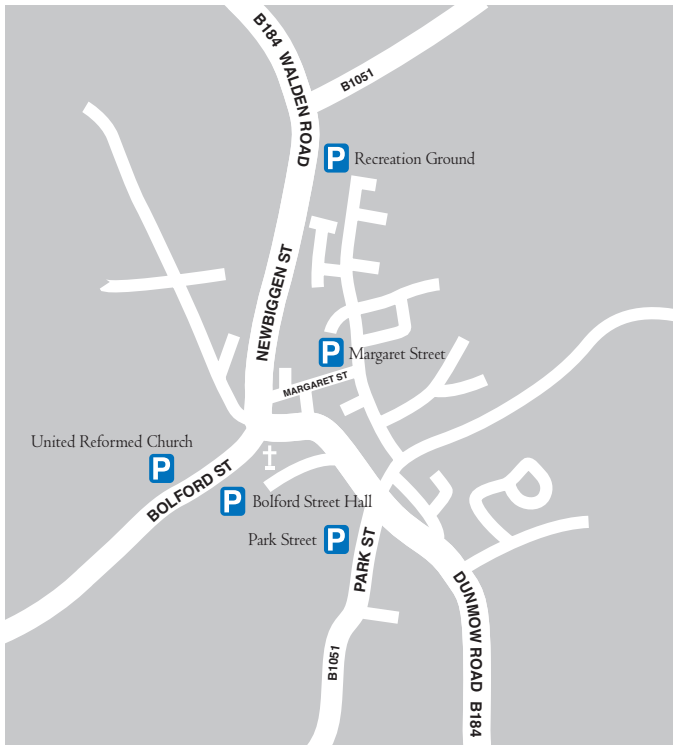 B184 WALDEN ROAD
B1051
P Recreation Ground
NEWBIGGEN ST
P Margaret Street
MARGARET ST
United Reformed Church
P
BOLFORD ST
P Bolford Street Hall
Park Street P
PARK ST
DUNMOW ROAD B184
B1051